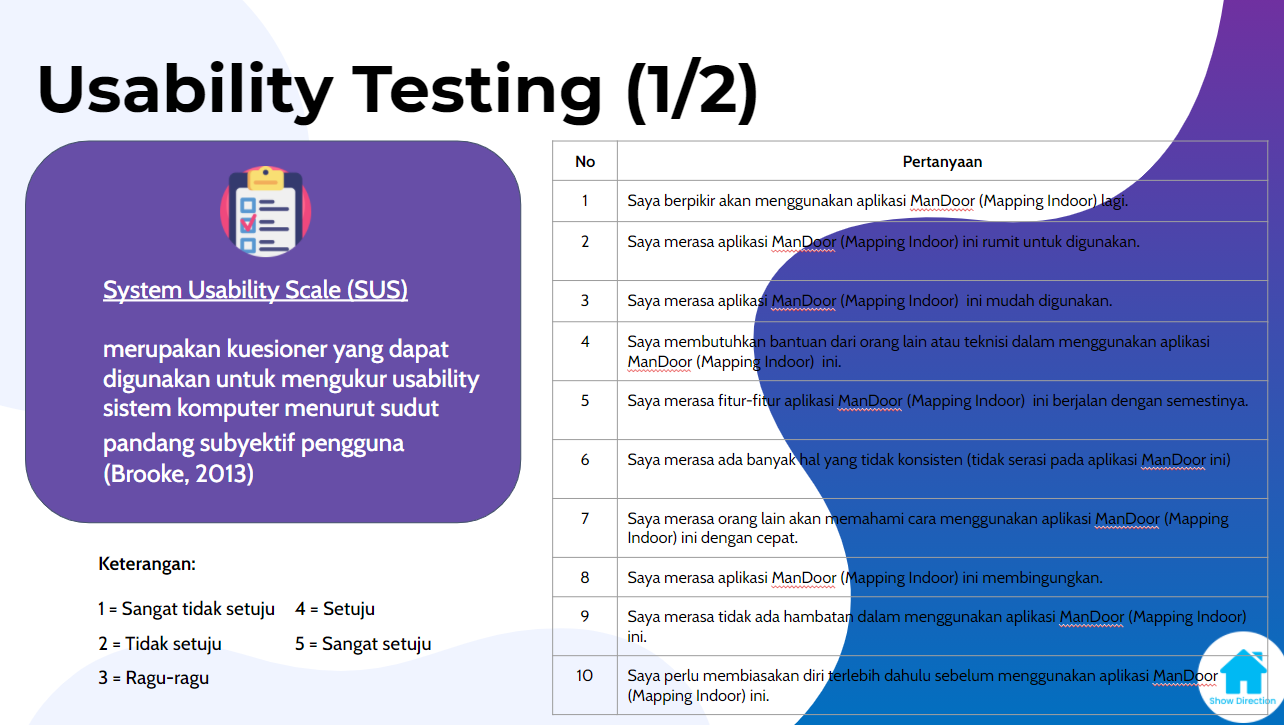 Usability Testing (1/2)
System Usability Scale (SUS)
merupakan kuesioner yang dapat
digunakan untuk mengukur usability
sistem komputer menurut sudut
pandang subyektif pengguna
(Brooke, 2013)
Keterangan:
1 = Sangat tidak setuju 4 = Setuju
2 = Tidak setuju 5 = Sangat setuju
3 = Ragu-ragu
No Pertanyaan
1 Saya berpikir akan menggunakan aplikasi ManDoor (Mapping Indoor) lagi.
2 Saya merasa aplikasi ManDoor (Mapping Indoor) ini rumit untuk digunakan.
3 Saya merasa aplikasi ManDoor (Mapping Indoor) ini mudah digunakan.
4 Saya membutuhkan bantuan dari orang lain atau teknisi dalam menggunakan aplikasi
ManDoor (Mapping Indoor) ini.
5 Saya merasa fitur-fitur aplikasi ManDoor (Mapping Indoor) ini berjalan dengan semestinya.
6 Saya merasa ada banyak hal yang tidak konsisten (tidak serasi pada aplikasi ManDoor ini)
7 Saya merasa orang lain akan memahami cara menggunakan aplikasi ManDoor (Mapping
Indoor) ini dengan cepat.
8 Saya merasa aplikasi ManDoor (Mapping Indoor) ini membingungkan.
9 Saya merasa tidak ada hambatan dalam menggunakan aplikasi ManDoor (Mapping Indoor)
ini.
10 Saya perlu membiasakan diri terlebih dahulu sebelum menggunakan aplikasi ManDoor
(Mapping Indoor) ini.
Show Direction